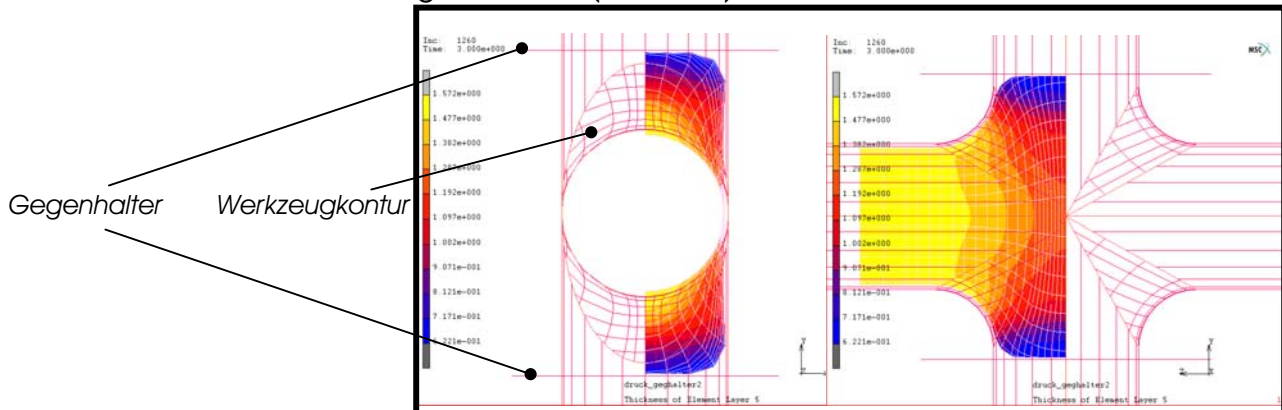 Gegenhalter
Werkzeugkontur
Inc: 1260
Time: 3.000e+000
1.572e+000
1.477e+000
1.382e+000
1.287e+000
1.192e+000
1.097e+000
1.002e+000
9.071e-001
8.121e-001
7.171e-001
6.221e-001
druck_geghalter2
Thickness of Element Layer 5
Inc: 1260
Time: 3.000e+000
MSC
1.572e+000
1.477e+000
1.382e+000
1.287e+000
1.192e+000
1.097e+000
1.002e+000
9.071e-001
8.121e-001
7.171e-001
6.221e-001
druck_geghalter2
Thickness of Element Layer 5
1